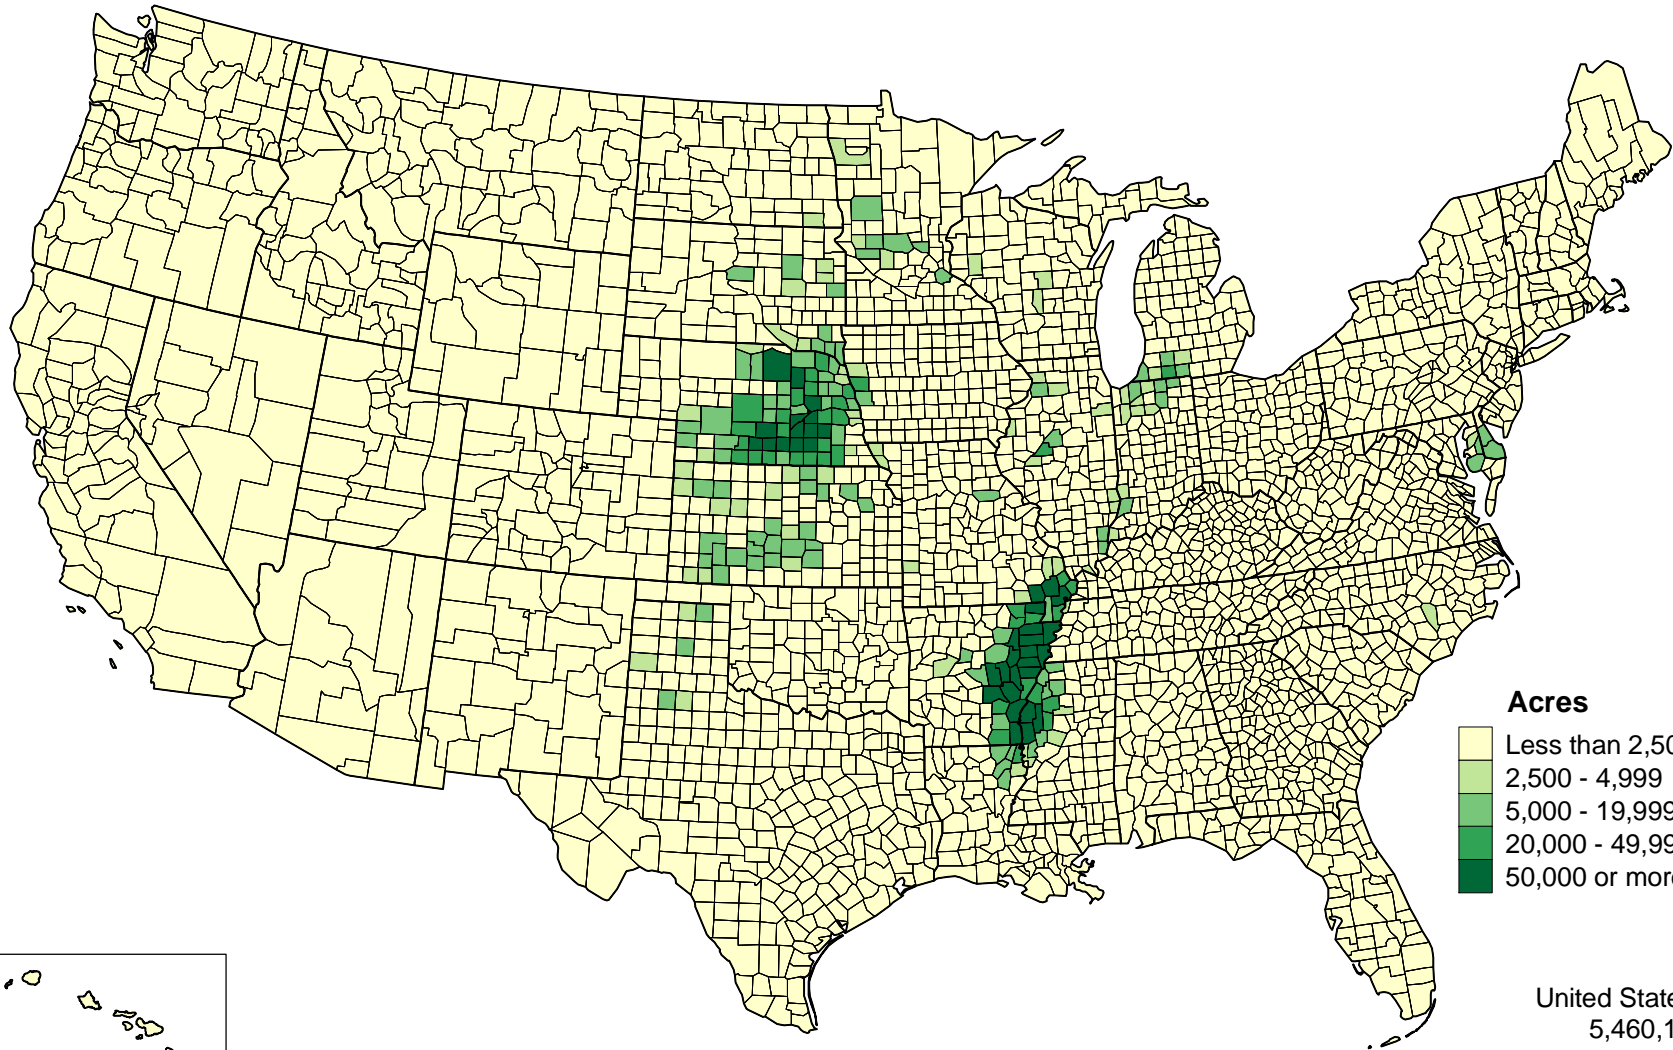 Acres
Less than 2,50
2,500 - 4,999
5,000 - 19,999
20,000 - 49,99
50,000 or more
United State
5,460,1